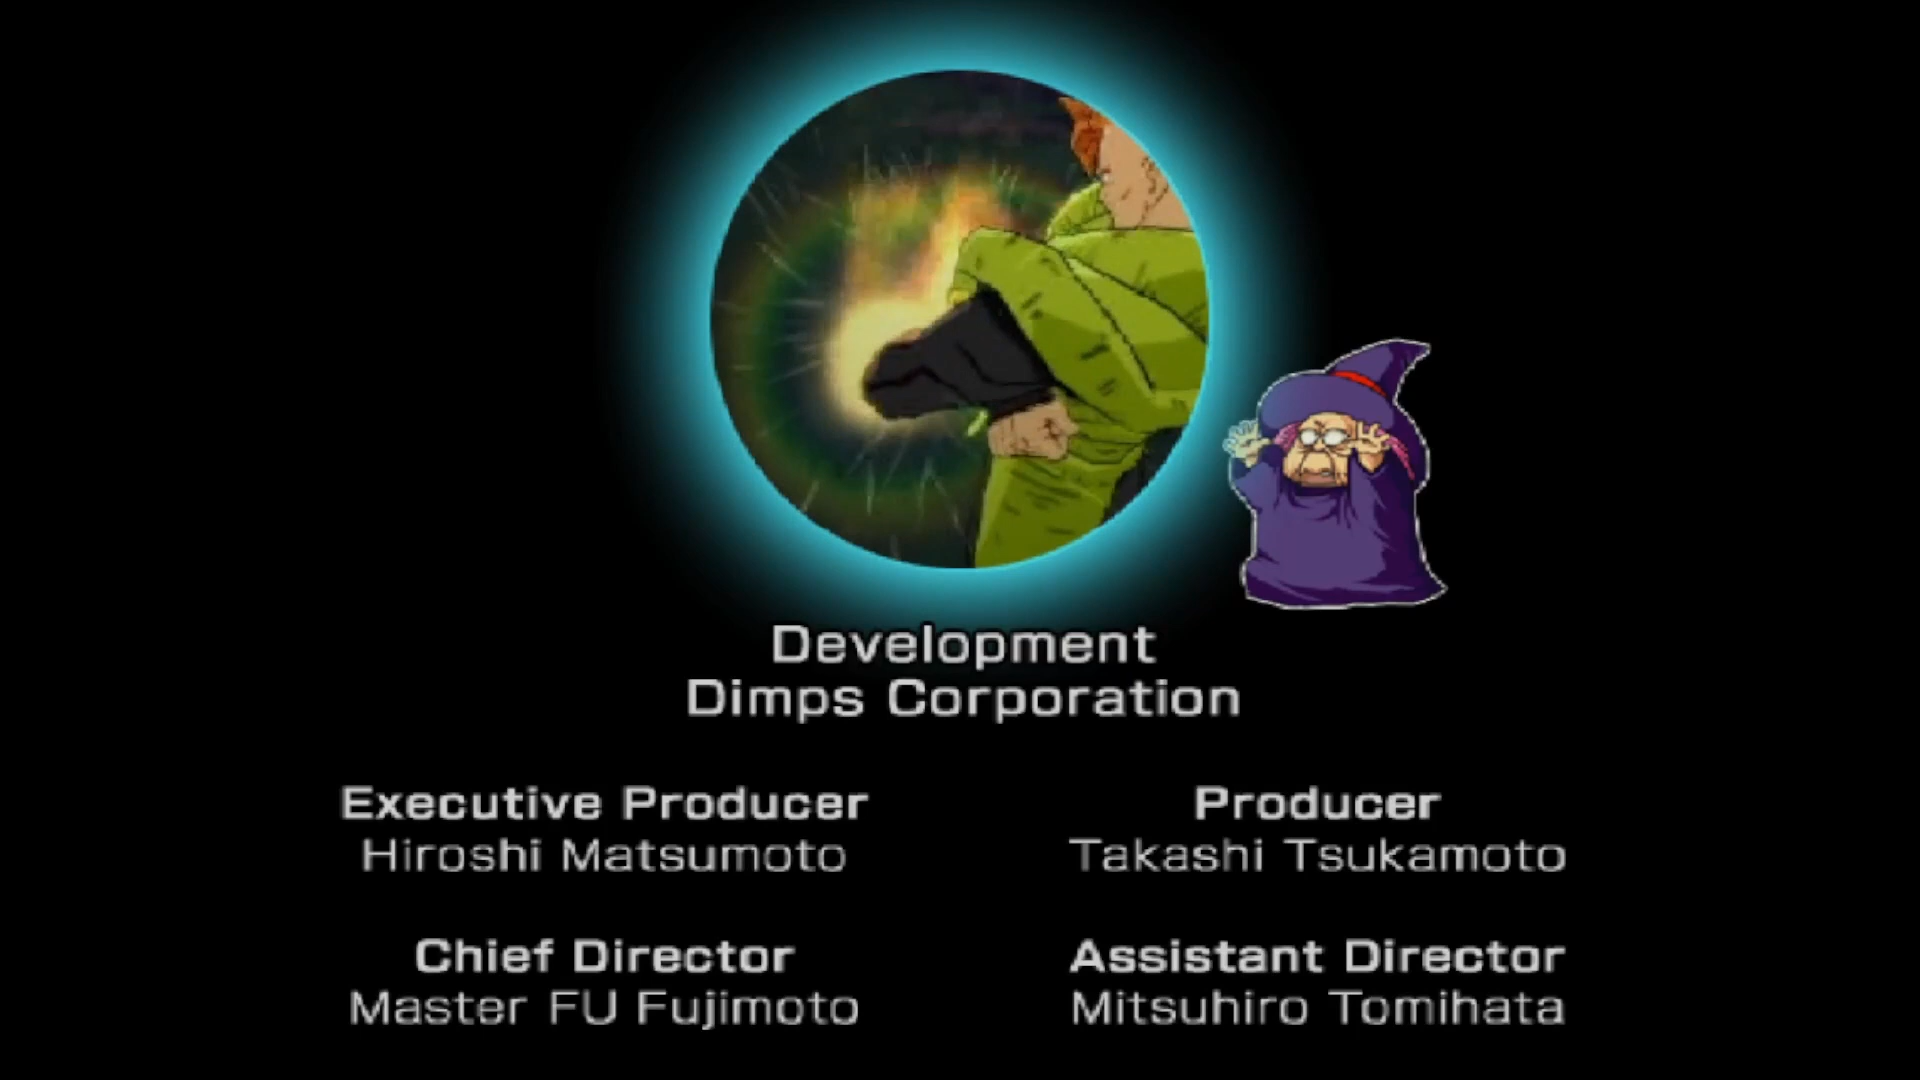 Development
Dimps Corporation
Executive Producer
Hiroshi Matsumoto
Producer
Takashi Tsukamoto
Chief Director
Master FU Fujimoto
Assistant Director
Mitsuhiro Tomihata